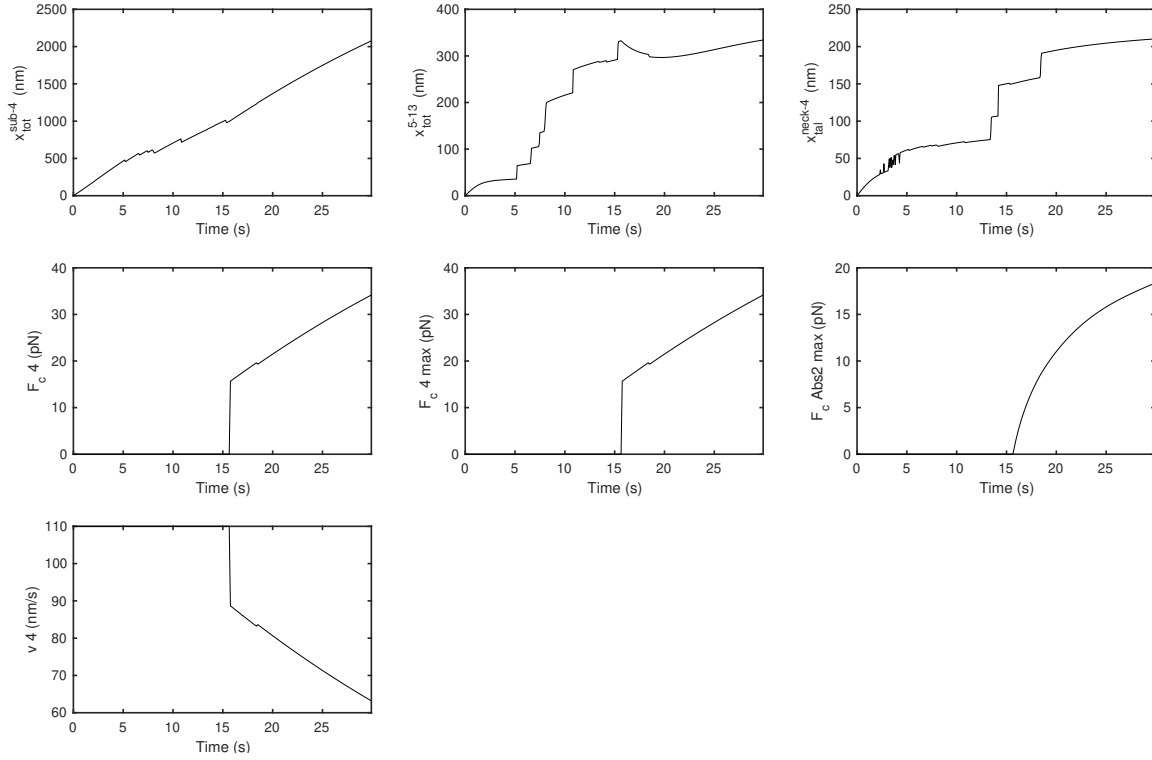 2500
2000
1500
1000
500
0
x_tot^sub-4 (nm)
0 5 10 15 20 25
Time (s)
400
300
200
100
0
x_tot^5-13 (nm)
0 5 10 15 20 25
Time (s)
250
200
150
100
50
0
x_tal^neck-4 (nm)
0 5 10 15 20 25
Time (s)
40
30
20
10
0
F_c 4 (pN)
0 5 10 15 20 25
Time (s)
40
30
20
10
0
F_c 4 max (pN)
0 5 10 15 20 25
Time (s)
20
15
10
5
0
F_c Abs2 max (pN)
0 5 10 15 20 25
Time (s)
110
100
90
80
70
60
v 4 (nm/s)
0 5 10 15 20 25
Time (s)